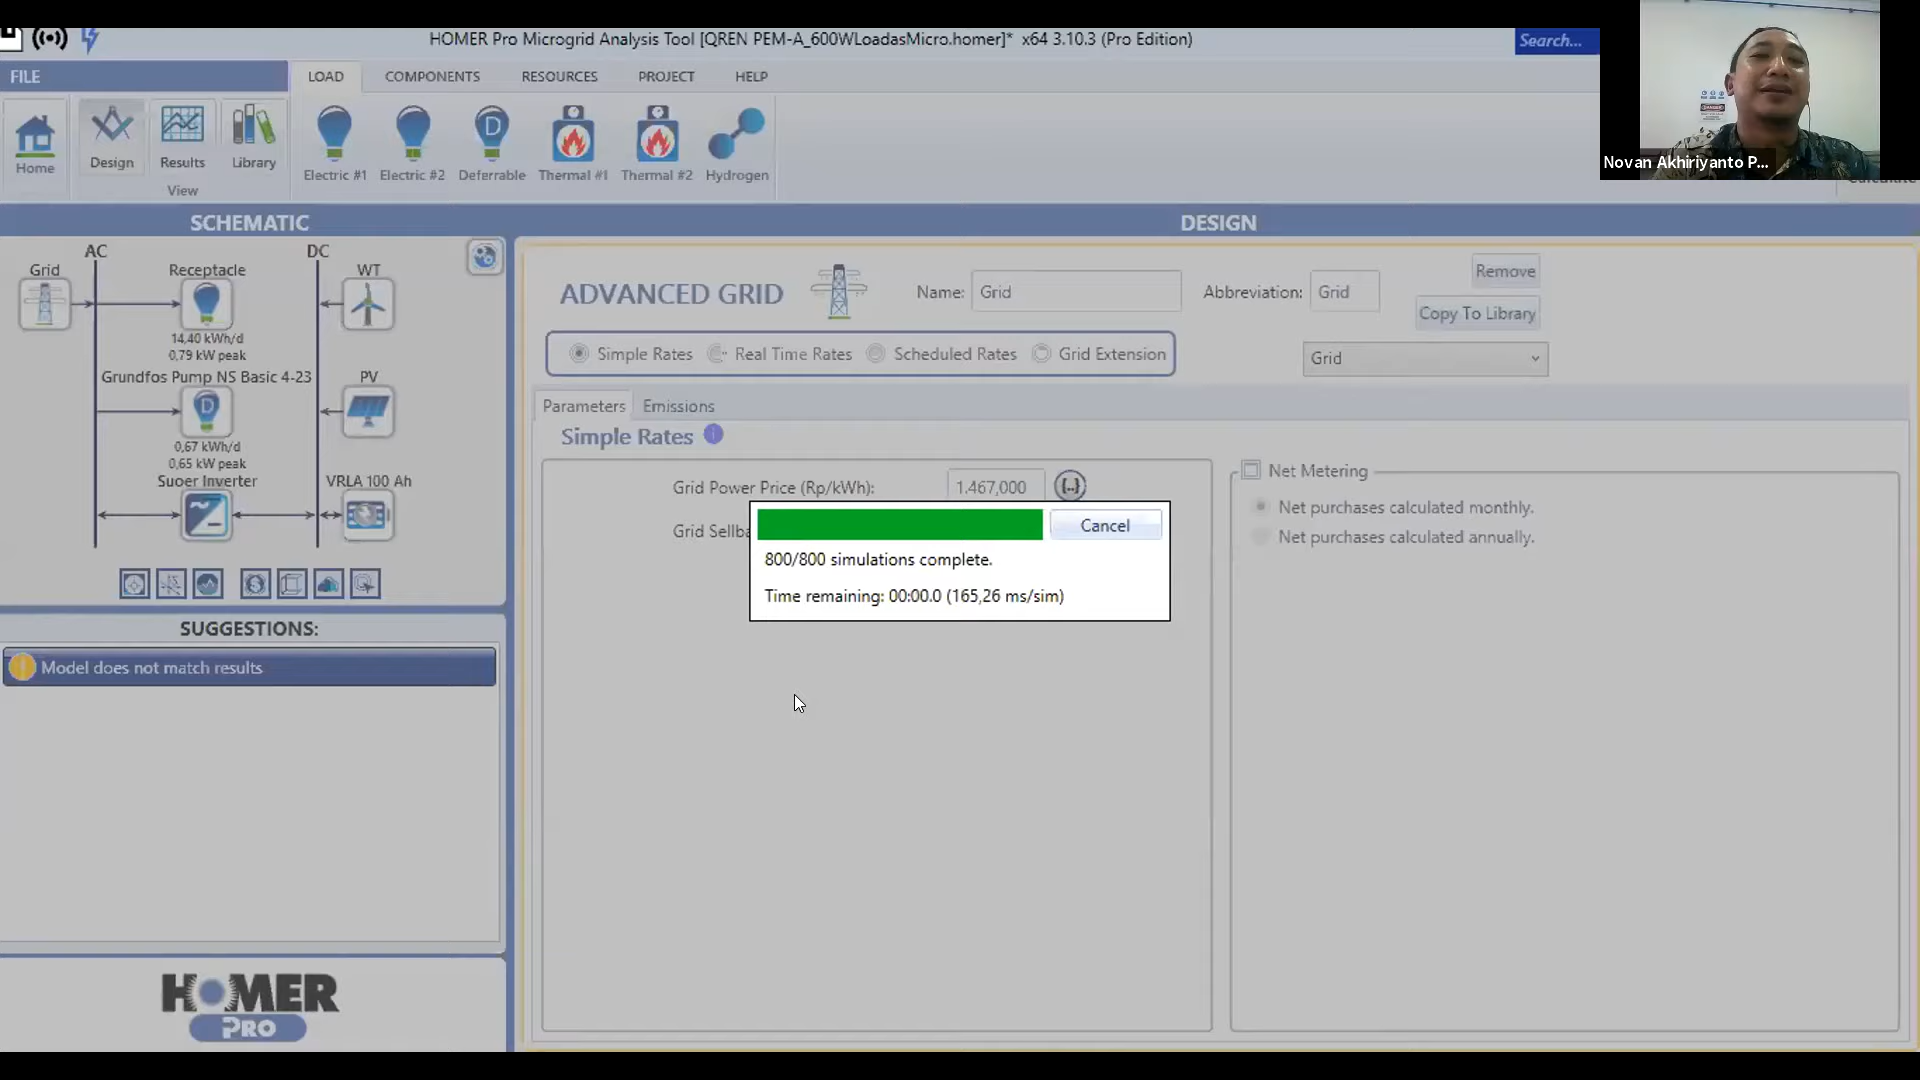 HOMER Pro Microgrid Analysis Tool [QREN PEM-A_600WLoadasMicro.homer]* x64 3.10.3 (Pro Edition)
Search...
FILE
LOAD
COMPONENTS
RESOURCES
PROJECT
HELP
Home
Design
Results
Library
View
Electric #1
Electric #2
D
Deferrable
Thermal #1
Thermal #2
Hydrogen
Novan Akhiriyanto P...
SCHEMATIC
DESIGN
AC
DC
Grid
Receptacle
WT
14,40 kWh/d
0,79 kW peak
Grundfos Pump NS Basic 4-23
PV
D
0,67 kWh/d
0,65 kW peak
Suoer Inverter
VRLA 100 Ah
ADVANCED GRID
Name:
Grid
Abbreviation:
Grid
Remove
Copy To Library
Simple Rates
Real Time Rates
Scheduled Rates
Grid Extension
Grid
Parameters
Emissions
Simple Rates
Grid Power Price (Rp/kWh):
1.467,000
{..}
Net Metering
Net purchases calculated monthly.
Net purchases calculated annually.
Cancel
800/800 simulations complete.
Time remaining: 00:00.0 (165,26 ms/sim)
SUGGESTIONS:
Model does not match results
HOMER
PRO